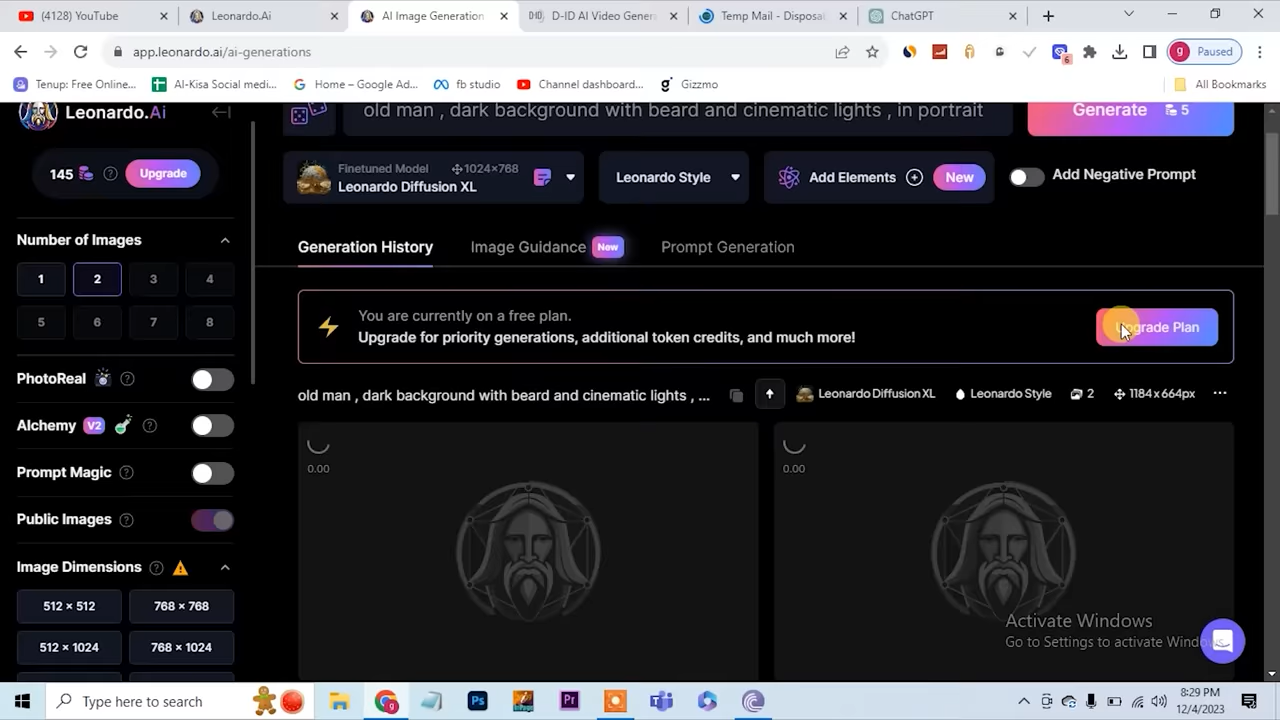 (4128) YouTube
Leonardo.Ai
AI Image Generation
D-ID AI Video Gener
Temp Mail - Disposa
ChatGPT
app.leonardo.ai/ai-generations
g Paused
6
Tenup: Free Online...
AI-Kisa Social medi...
Home – Google Ad...
fb studio
Channel dashboard...
g Gizzmo
All Bookmarks
Leonardo.Ai
old man , dark background with beard and cinematic lights , in portrait
Generate 5
145 Upgrade
Finetuned Model 1024×768
Leonardo Diffusion XL
Leonardo Style
Add Elements New
Add Negative Prompt
Number of Images
1 2 3 4
5 6 7 8
Generation History
Image Guidance New
Prompt Generation
You are currently on a free plan.
Upgrade for priority generations, additional token credits, and much more!
Upgrade Plan
PhotoReal
Alchemy V2
Prompt Magic
Public Images
Image Dimensions
512 × 512 768 × 768
512 × 1024 768 × 1024
old man , dark background with beard and cinematic lights , ...
Leonardo Diffusion XL
Leonardo Style
2
1184 x 664px
0.00
0.00
Activate Windows
Go to Settings to activate Windows.
Type here to search
Ps
Pr
8:29 PM
12/4/2023